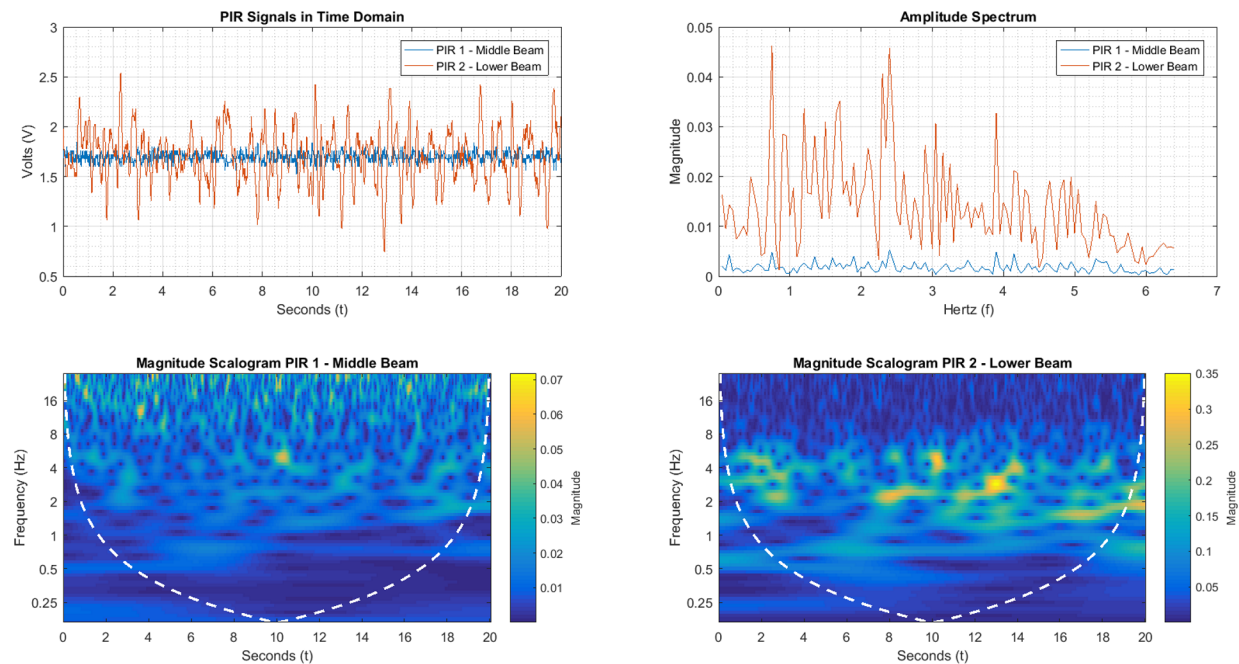 PIR Signals in Time Domain
3
2.5
2
1.5
1
0.5
Volts (V)
PIR 1 - Middle Beam
PIR 2 - Lower Beam
0 2 4 6 8 10 12 14 16 18 20
Seconds (t)
Amplitude Spectrum
0.05
0.04
0.03
0.02
0.01
0
Magnitude
PIR 1 - Middle Beam
PIR 2 - Lower Beam
0 1 2 3 4 5 6 7
Hertz (f)
Magnitude Scalogram PIR 1 - Middle Beam
16
8
4
2
1
0.5
0.25
Frequency (Hz)
0 2 4 6 8 10 12 14 16 18 20
Seconds (t)
0.07
0.06
0.05
0.04
0.03
0.02
0.01
Magnitude
Magnitude Scalogram PIR 2 - Lower Beam
16
8
4
2
1
0.5
0.25
Frequency (Hz)
0 2 4 6 8 10 12 14 16 18 20
Seconds (t)
0.35
0.3
0.25
0.2
0.15
0.1
0.05
Magnitude